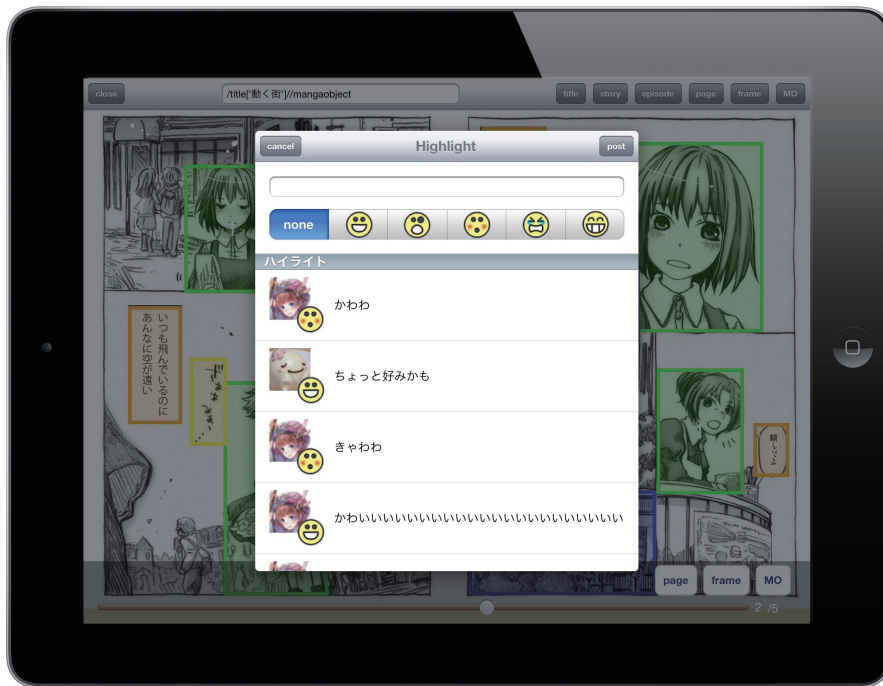 close
/title['動く街']//mangaobject
title
story
episode
page
frame
MO
cancel
Highlight
post
none
ハイライト
かわわ
ちょっと好みかも
きゃわわ
かわいいいいいいいいいいいいいいいいいいいいいい
いつも飛んでいるのに
あんなに空が遠い
page
frame
MO
2 /5